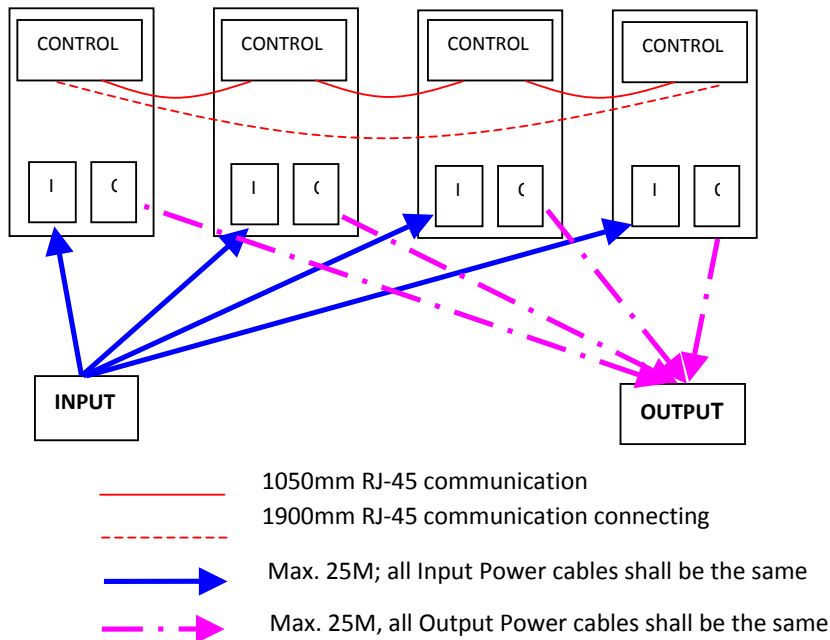 CONTROL CONTROL CONTROL CONTROL
I I I I
INPUT OUTPUT
1050mm RJ-45 communication
1900mm RJ-45 communication connecting
Max. 25M; all Input Power cables shall be the same
Max. 25M, all Output Power cables shall be the same